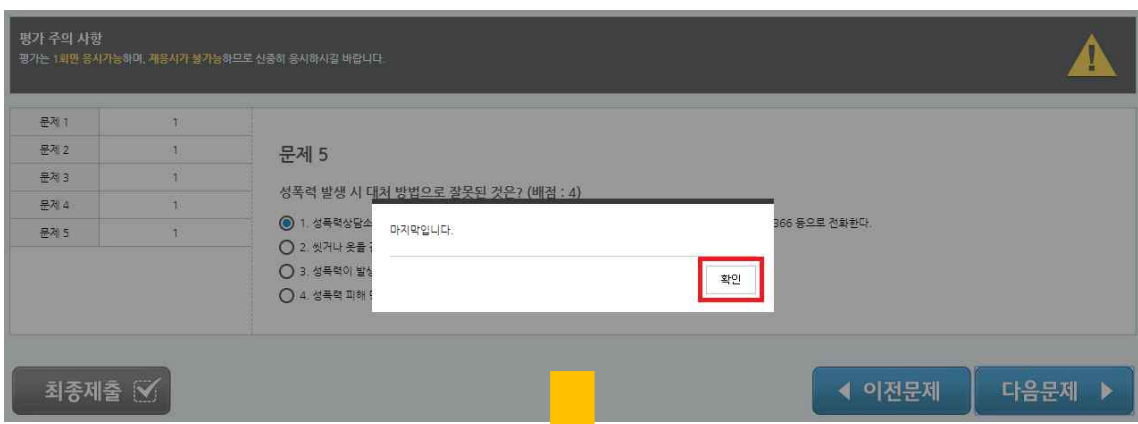 평가 주의 사항
평가는 1회만 응시가능하며, 재응시가 불가능하므로 신중히 응시하시길 바랍니다.
문제 1 1
문제 2 1
문제 3 1
문제 4 1
문제 5 1
문제 5
성폭력 발생 시 대처 방법으로 잘못된 것은? (배점 : 4)
1. 성폭력상담소 366 등으로 전화한다.
2. 씻거나 옷을
3. 성폭력이 발생
4. 성폭력 피해
마지막입니다.
확인
최종제출
이전문제
다음문제